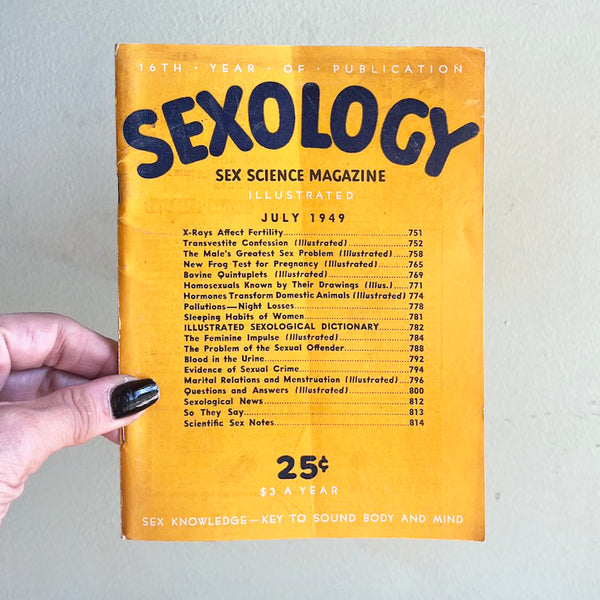 16TH · YEAR · OF · PUBLICATION
SEXOLOGY
SEX SCIENCE MAGAZINE
ILLUSTRATED
JULY 1949
X-Rays Affect Fertility..........751
Transvestite Confession (Illustrated)..........752
The Male's Greatest Sex Problem (Illustrated).....758
New Frog Test for Pregnancy (Illustrated)..........765
Bovine Quintuplets (Illustrated)..........769
Homosexuals Known by Their Drawings (Illus.).....771
Hormones Transform Domestic Animals (Illustrated) 774
Pollutions—Night Losses..........778
Sleeping Habits of Women..........781
ILLUSTRATED SEXOLOGICAL DICTIONARY..........782
The Feminine Impulse (Illustrated)..........784
The Problem of the Sexual Offender..........788
Blood in the Urine..........792
Evidence of Sexual Crime..........794
Marital Relations and Menstruation (Illustrated)....796
Questions and Answers (Illustrated)..........800
Sexological News..........812
So They Say..........813
Scientific Sex Notes..........814
25¢
$3 A YEAR
SEX KNOWLEDGE—KEY TO SOUND BODY AND MIND